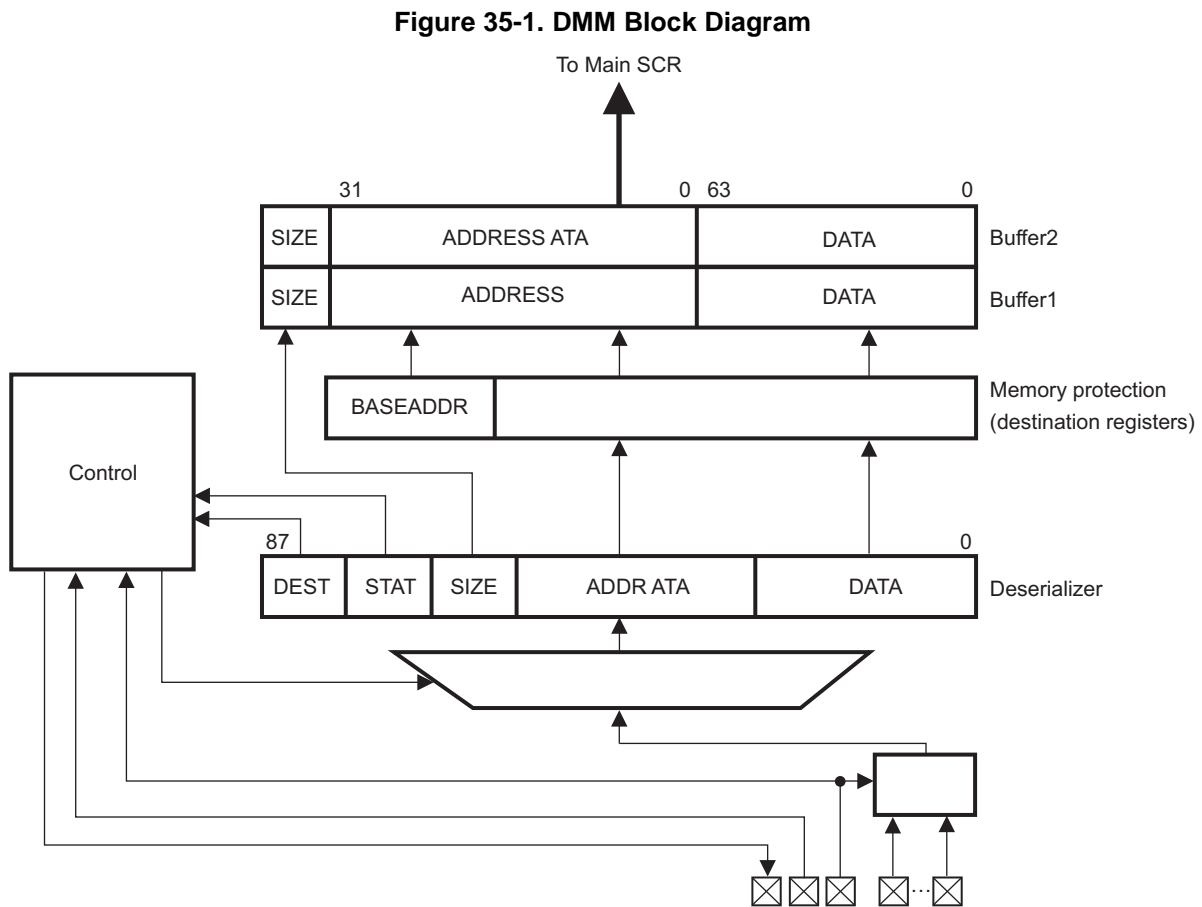 Figure 35-1. DMM Block Diagram
To Main SCR
31 0 63 0
SIZE ADDRESS ATA DATA Buffer2
SIZE ADDRESS DATA Buffer1
BASEADDR Memory protection
(destination registers)
Control
87 0
DEST STAT SIZE ADDR ATA DATA Deserializer
...